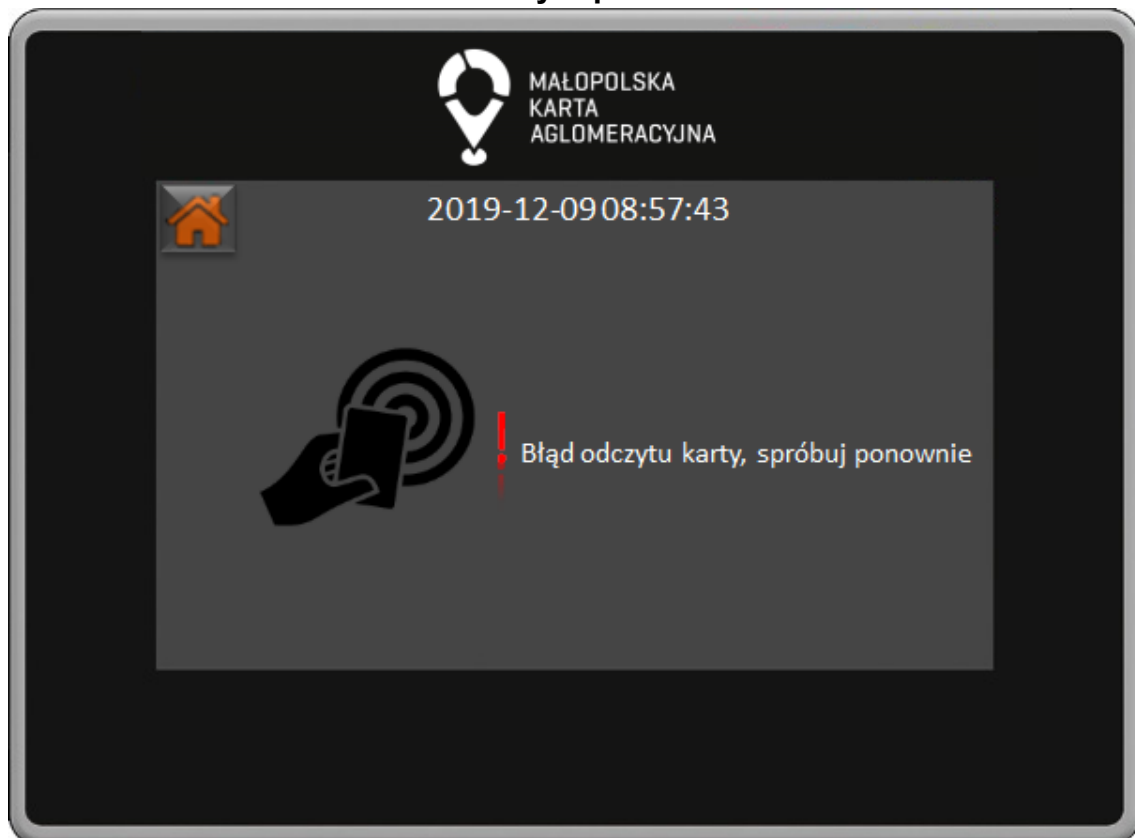 MAŁOPOLSKA
KARTA
AGLOMERACYJNA
2019-12-09 08:57:43
Błąd odczytu karty, spróbuj ponownie